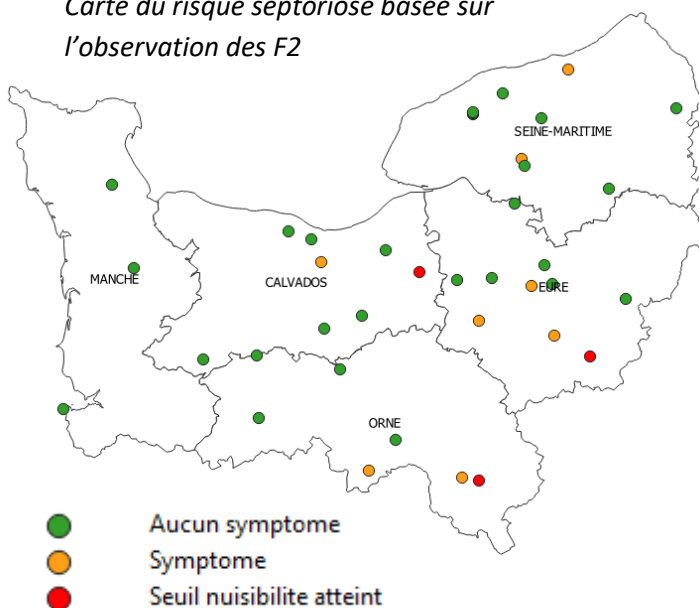 Carte du risque septoriose basée sur
l'observation des F2
SEINE-MARITIME
MANCHE
CALVADOS
EURE
ORNE
Aucun symptome
Symptome
Seuil nuisibilite atteint